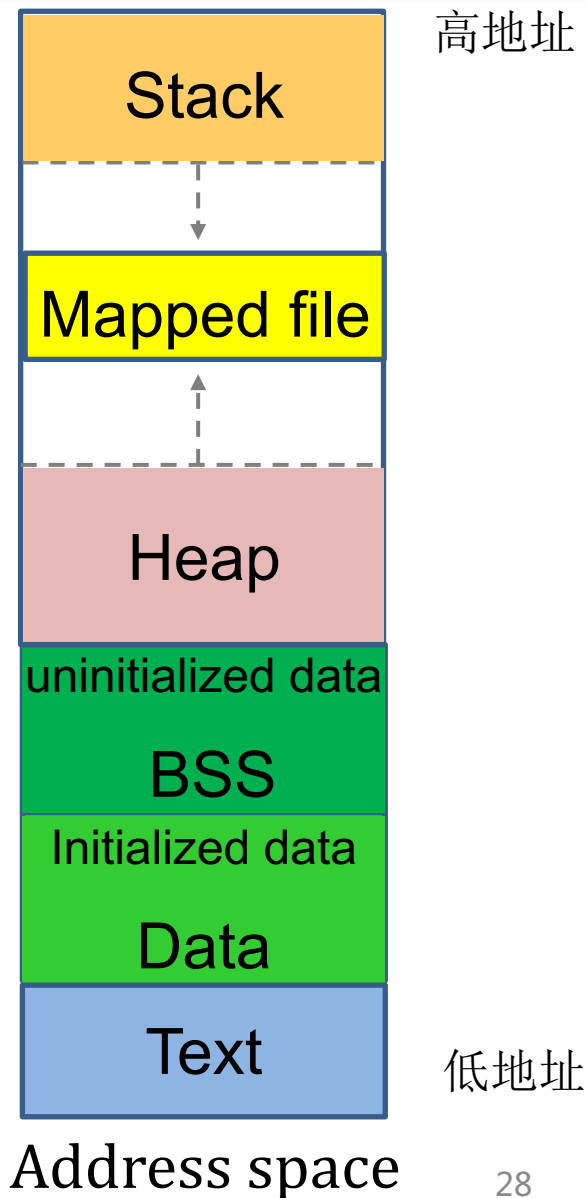 高地址
Stack
Mapped file
Heap
uninitialized data
BSS
Initialized data
Data
Text
低地址
Address space
28